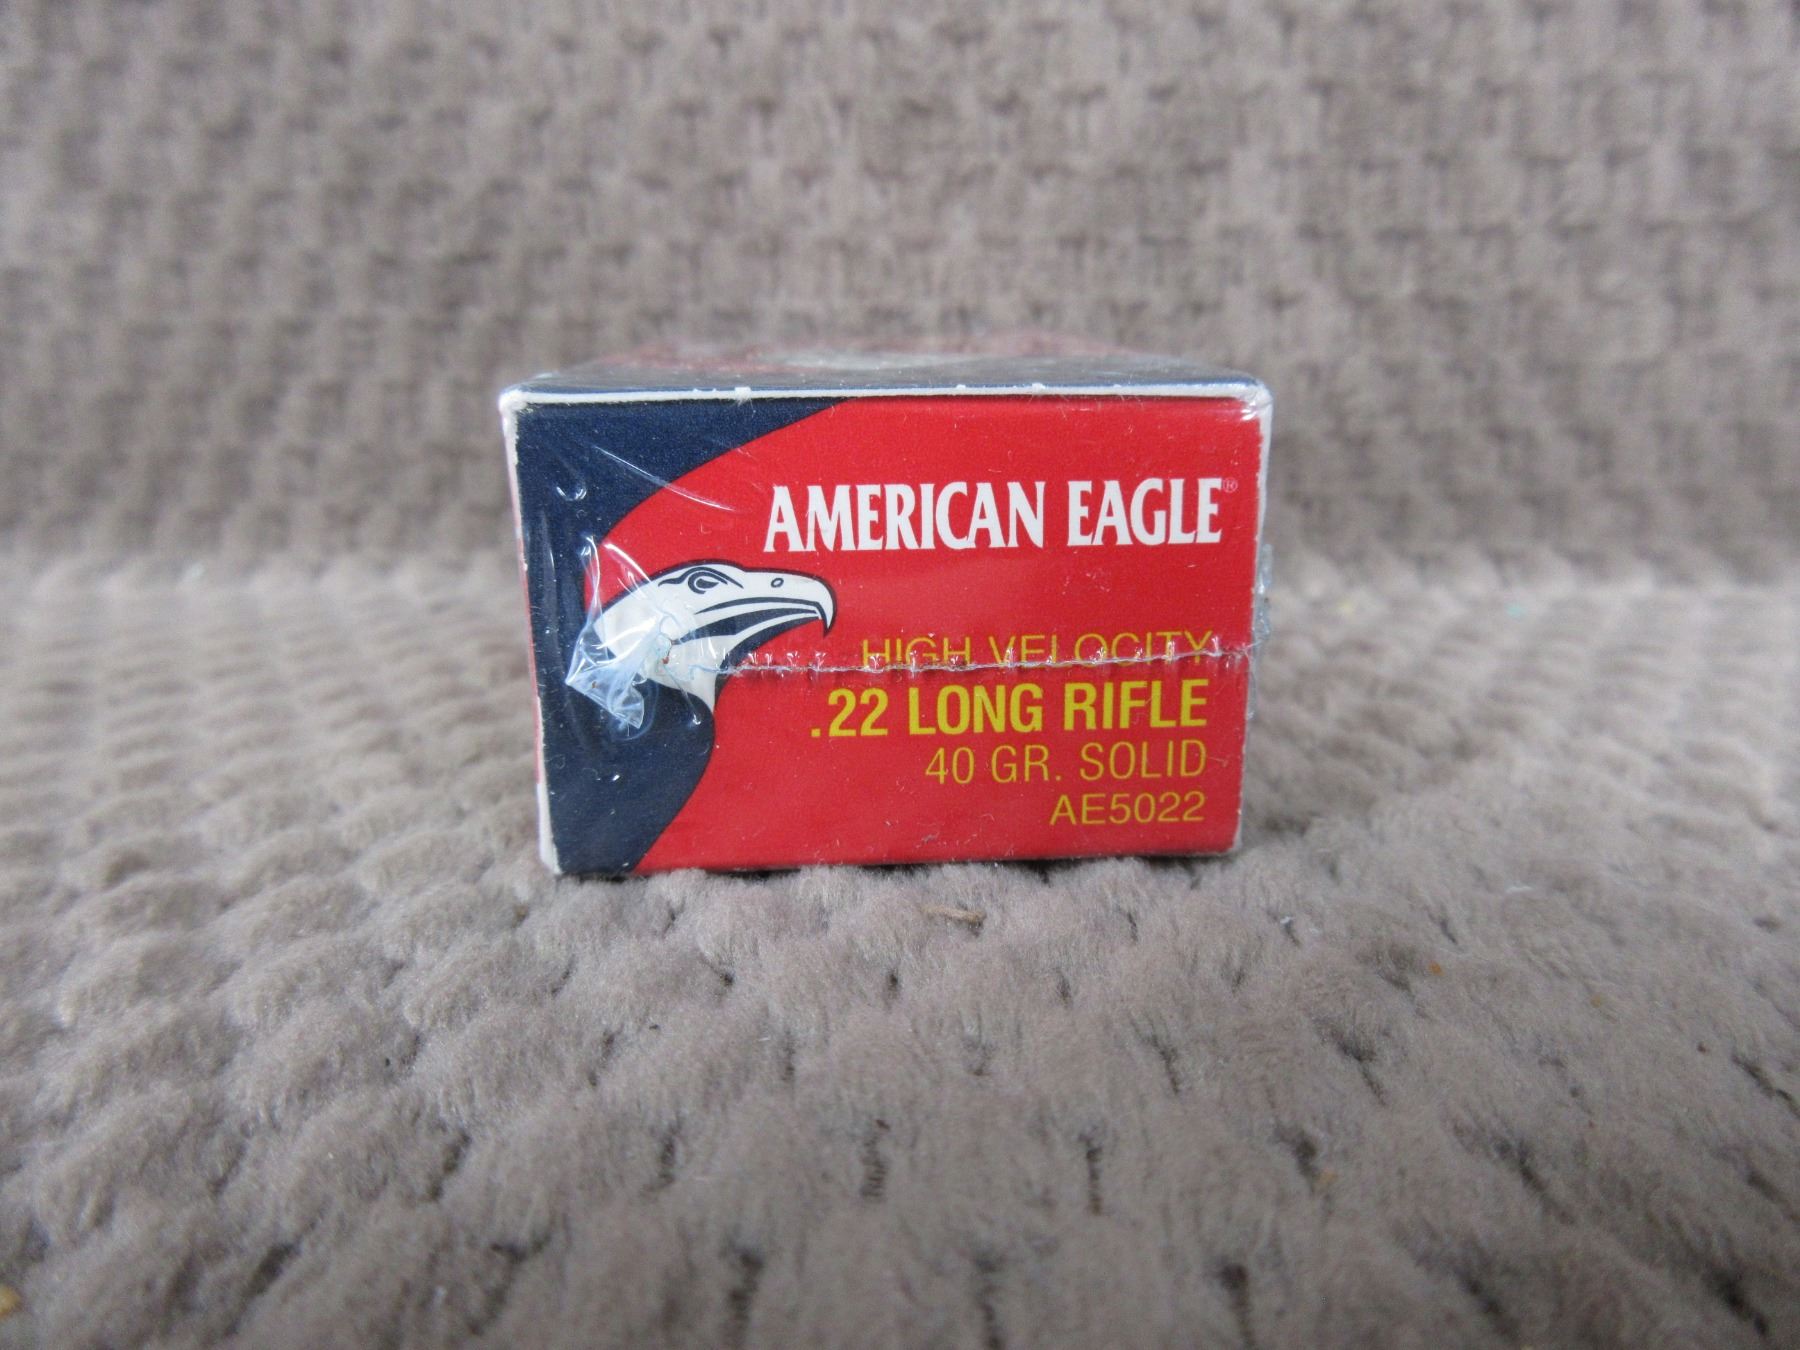 AMERICAN EAGLE®
HIGH VELOCITY
.22 LONG RIFLE
40 GR. SOLID
AE5022